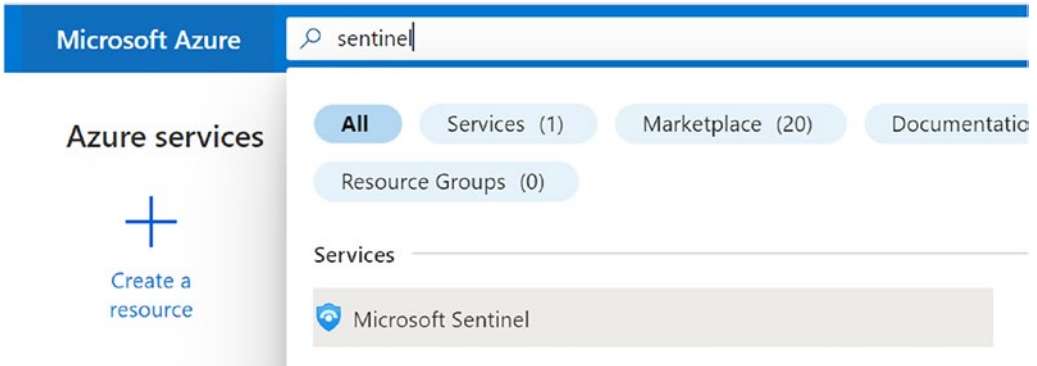 Microsoft Azure
sentinel
All
Services (1)
Marketplace (20)
Resource Groups (0)
Azure services
Create a
resource
Services
Microsoft Sentinel